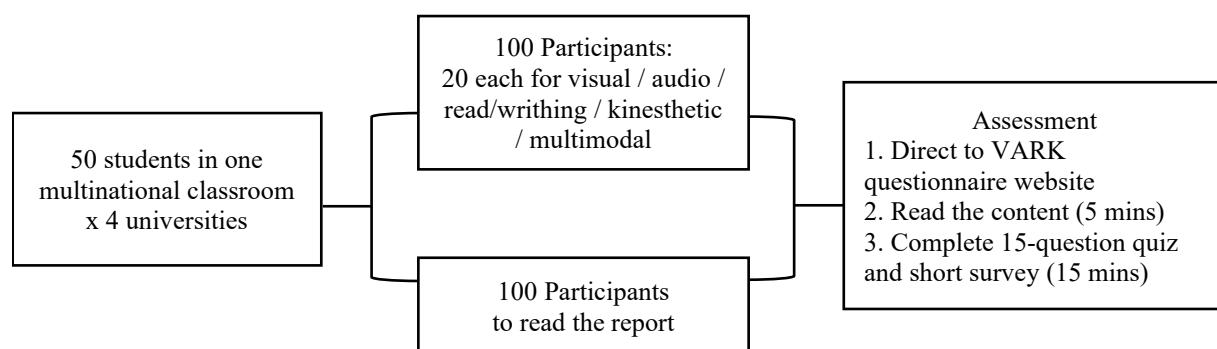 50 students in one
multinational classroom
x 4 universities
100 Participants:
20 each for visual / audio /
read/writhing / kinesthetic
/ multimodal
100 Participants
to read the report
Assessment
1. Direct to VARK
questionnaire website
2. Read the content (5 mins)
3. Complete 15-question quiz
and short survey (15 mins)